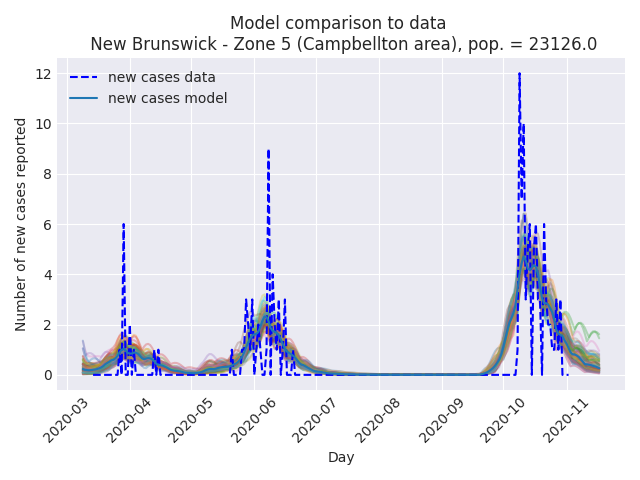 Model comparison to data
New Brunswick - Zone 5 (Campbellton area), pop. = 23126.0
new cases data
new cases model
Number of new cases reported
12
10
8
6
4
2
0
2020-03
2020-04
2020-05
2020-06
2020-07
2020-08
2020-09
2020-10
2020-11
Day